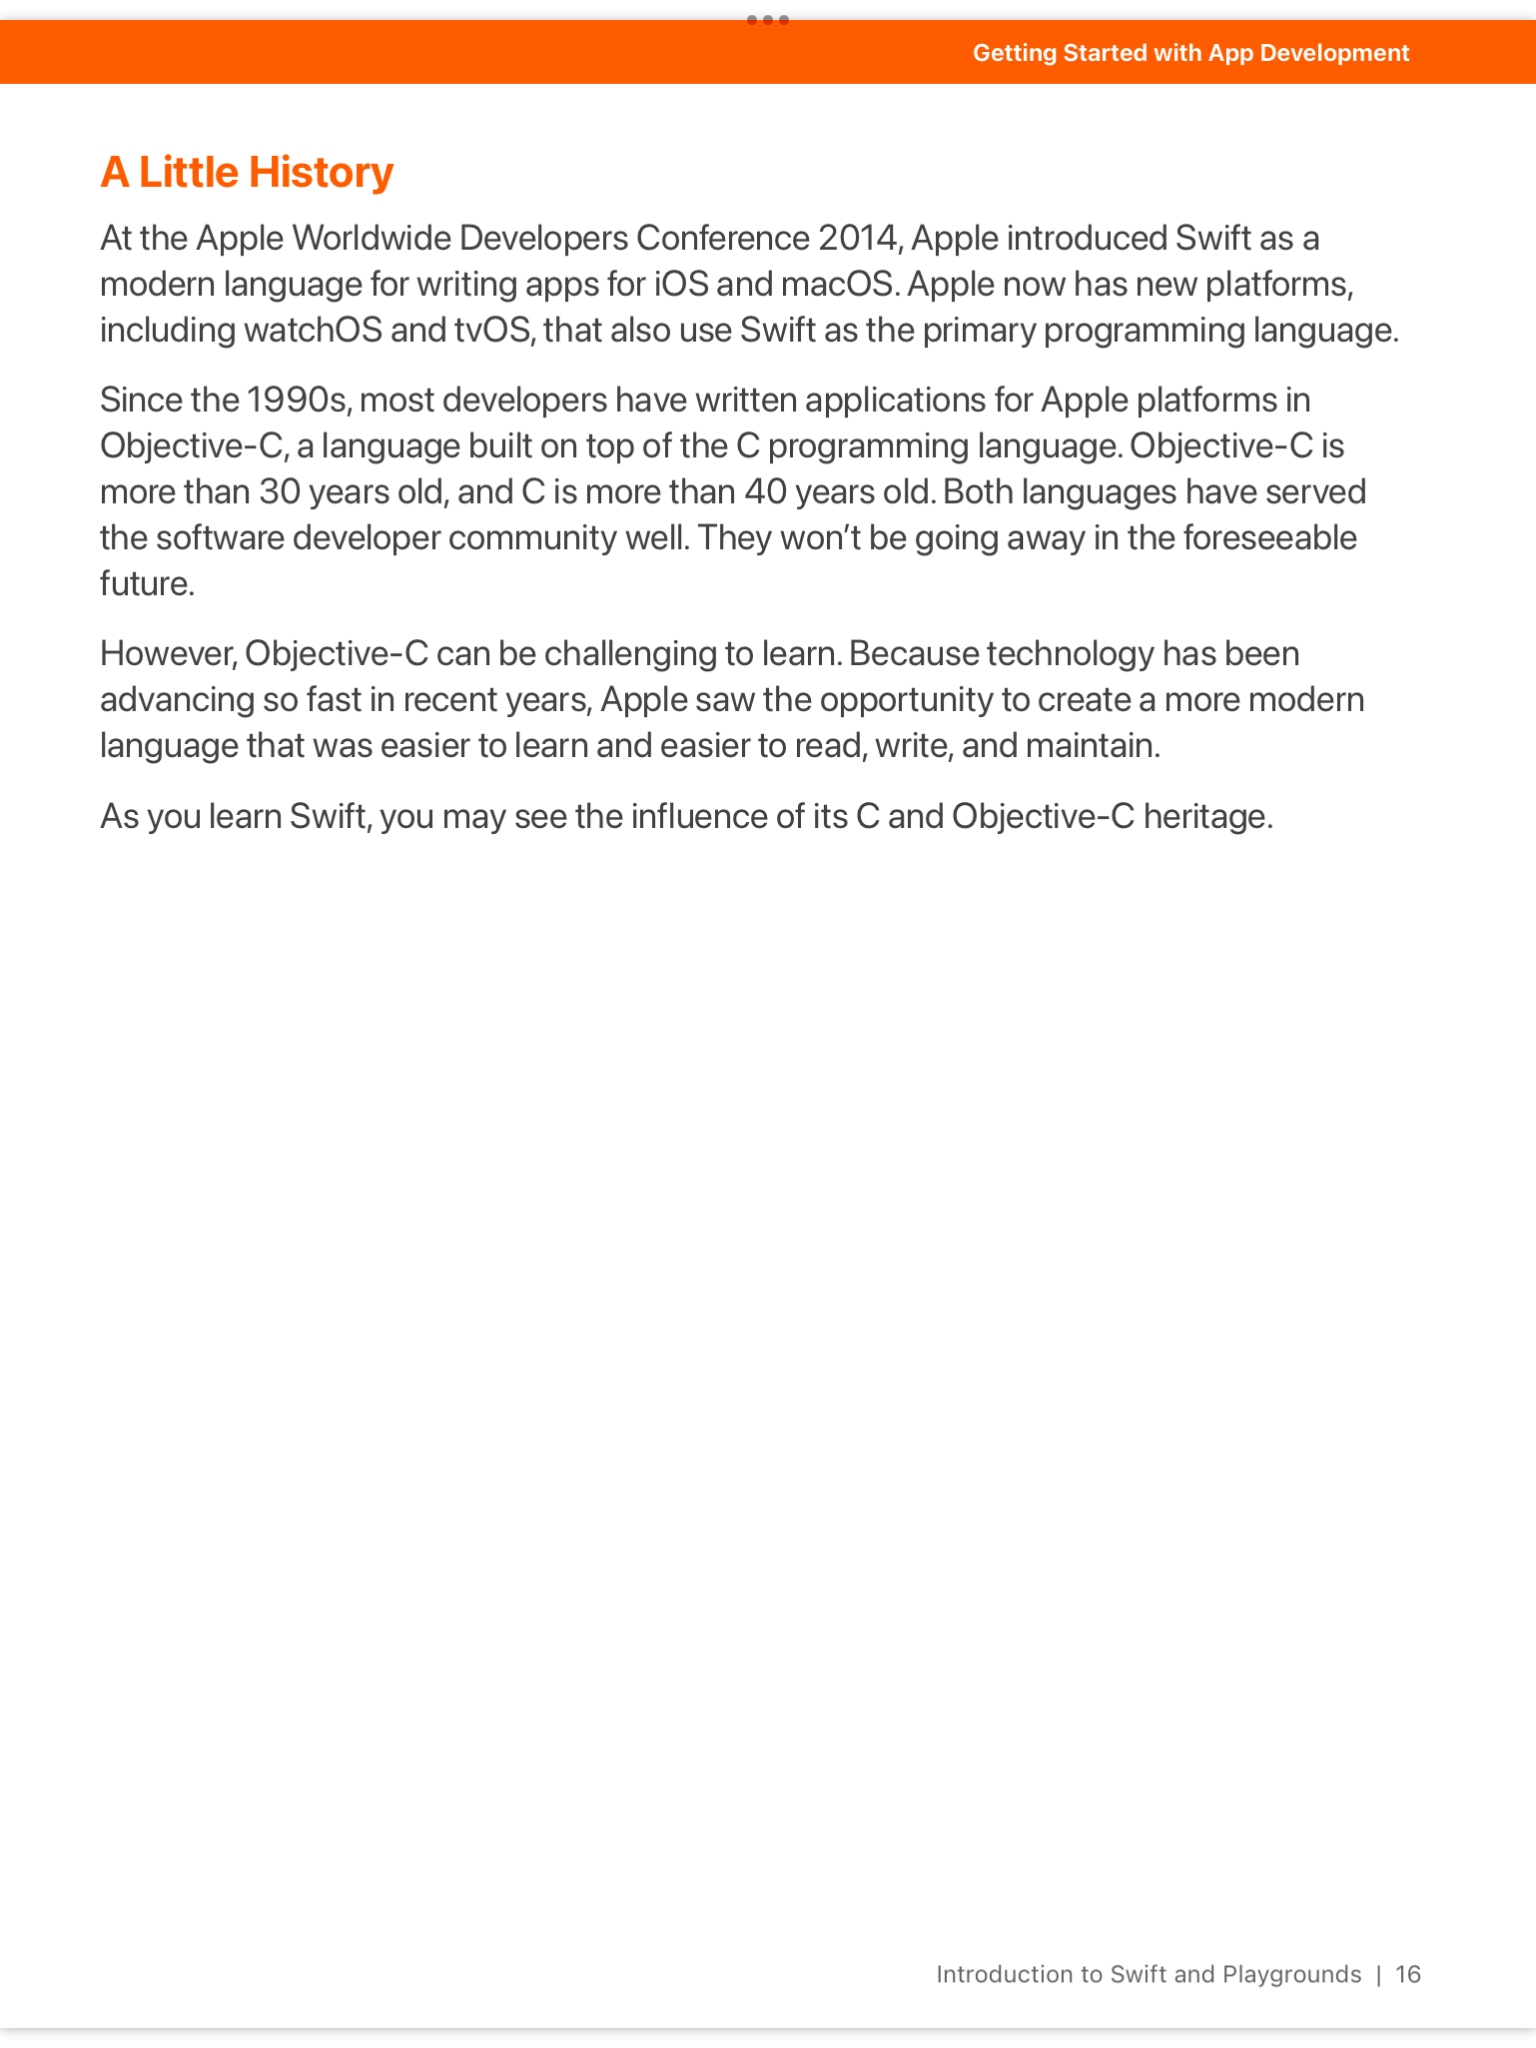 Getting Started with App Development
A Little History
At the Apple Worldwide Developers Conference 2014, Apple introduced Swift as a
modern language for writing apps for iOS and macOS. Apple now has new platforms,
including watchOS and tvOS, that also use Swift as the primary programming language.
Since the 1990s, most developers have written applications for Apple platforms in
Objective-C, a language built on top of the C programming language. Objective-C is
more than 30 years old, and C is more than 40 years old. Both languages have served
the software developer community well. They won’t be going away in the foreseeable
future.
However, Objective-C can be challenging to learn. Because technology has been
advancing so fast in recent years, Apple saw the opportunity to create a more modern
language that was easier to learn and easier to read, write, and maintain.
As you learn Swift, you may see the influence of its C and Objective-C heritage.
Introduction to Swift and Playgrounds | 16